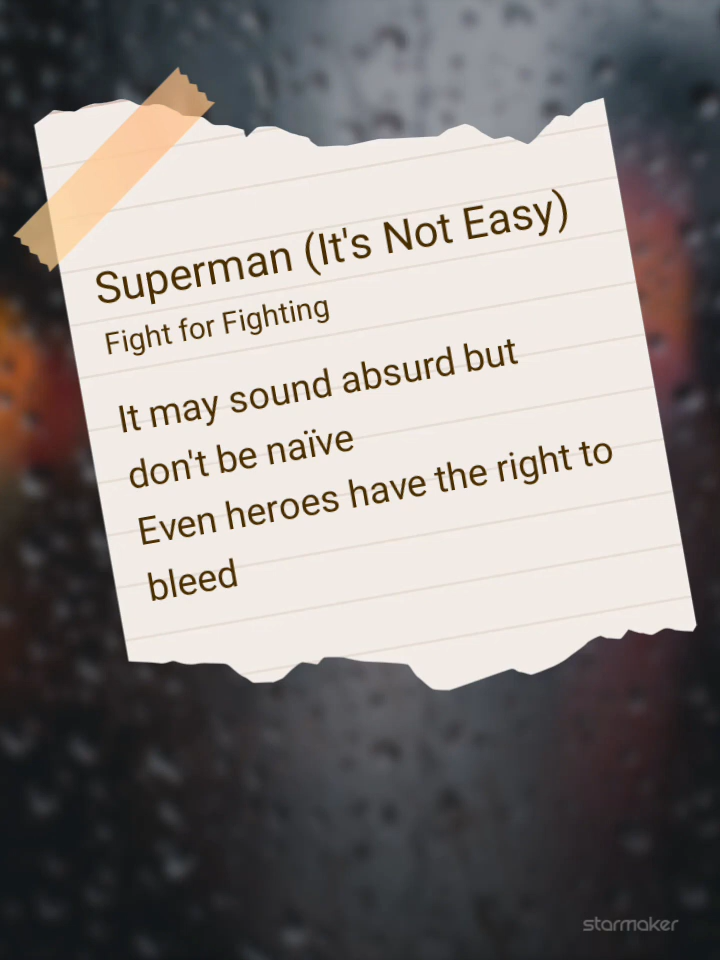 Superman (It's Not Easy)
Fight for Fighting
It may sound absurd but
don't be naïve
Even heroes have the right to
bleed
starmaker